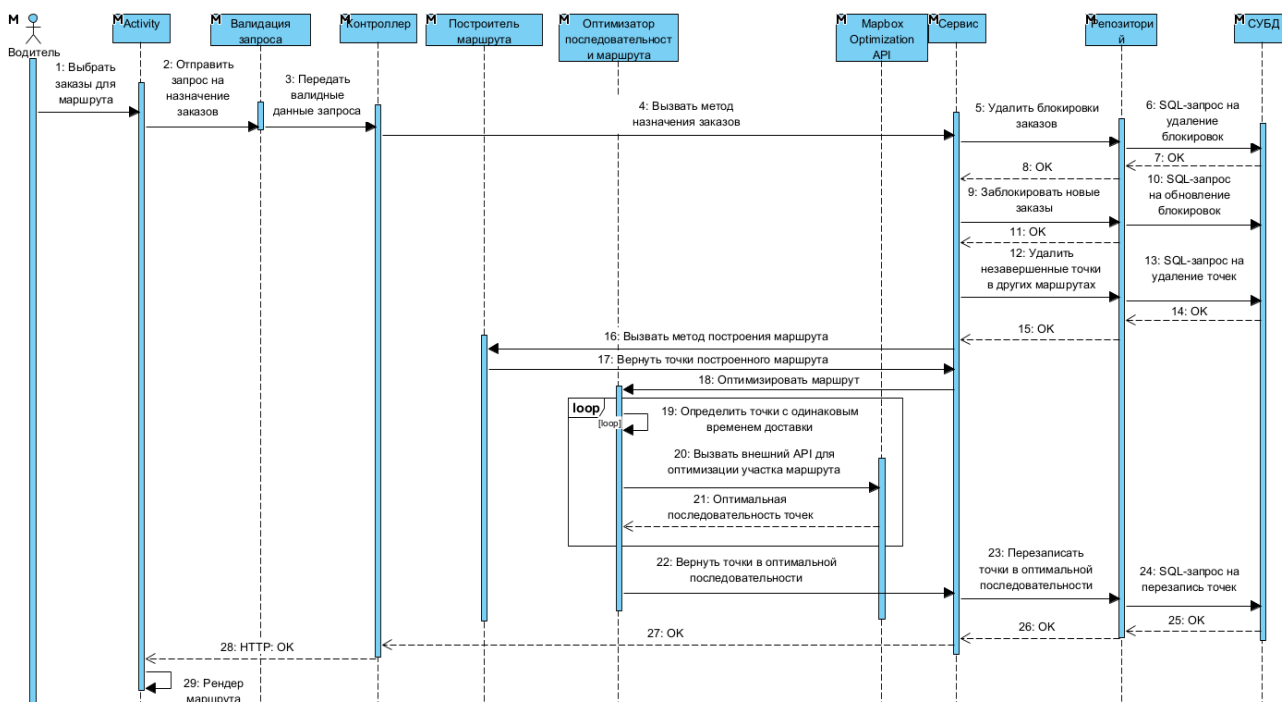 M
Водитель
M
Activity
M
Валидация
запроса
M
Контроллер
M
Построитель
маршрута
M
Оптимизатор
последовательност
и маршрута
M
Mapbox
Optimization
API
M
Сервис
M
Репозитори
й
M
СУБД
1: Выбрать
заказы для
маршрута
2: Отправить
запрос на
назначение
заказов
3: Передать
валидные
данные запроса
4: Вызвать метод
назначения заказов
5: Удалить блокировки
заказов
6: SQL-запрос на
удаление
блокировок
7: OK
8: OK
9: Заблокировать новые
заказы
10: SQL-запрос
на обновление
блокировок
11: OK
12: Удалить
незавершенные точки
в других маршрутах
13: SQL-запрос на
удаление точек
14: OK
15: OK
16: Вызвать метод построения маршрута
17: Вернуть точки построенного маршрута
18: Оптимизировать маршрут
loop
[loop]
19: Определить точки с одинаковым
временем доставки
20: Вызвать внешний API для
оптимизации участка маршрута
21: Оптимальная
последовательность точек
22: Вернуть точки в оптимальной
последовательности
23: Перезаписать
точки в оптимальной
последовательности
24: SQL-запрос на
перезапись точек
25: OK
26: OK
27: OK
28: HTTP: OK
29: Рендер
маршрута